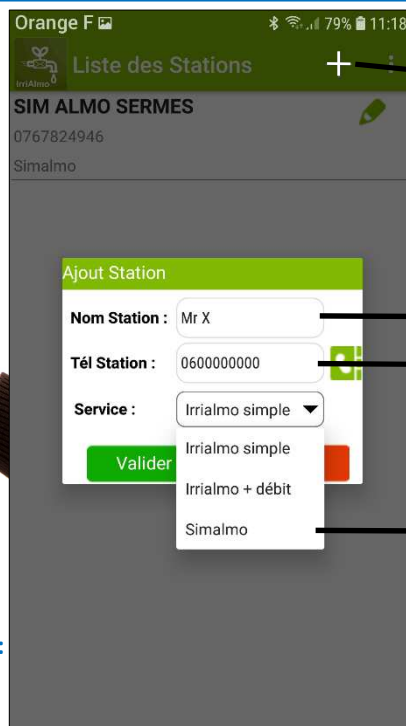 Orange F 79% 11:18
IrriAlmo Liste des Stations +
SIM ALMO SERMES
0767824946
Simalmo
Ajout Station
Nom Station : Mr X
Tél Station : 0600000000
Service : Irrialmo simple
Irrialmo simple
Valider
Irrialmo + débit
Simalmo
: